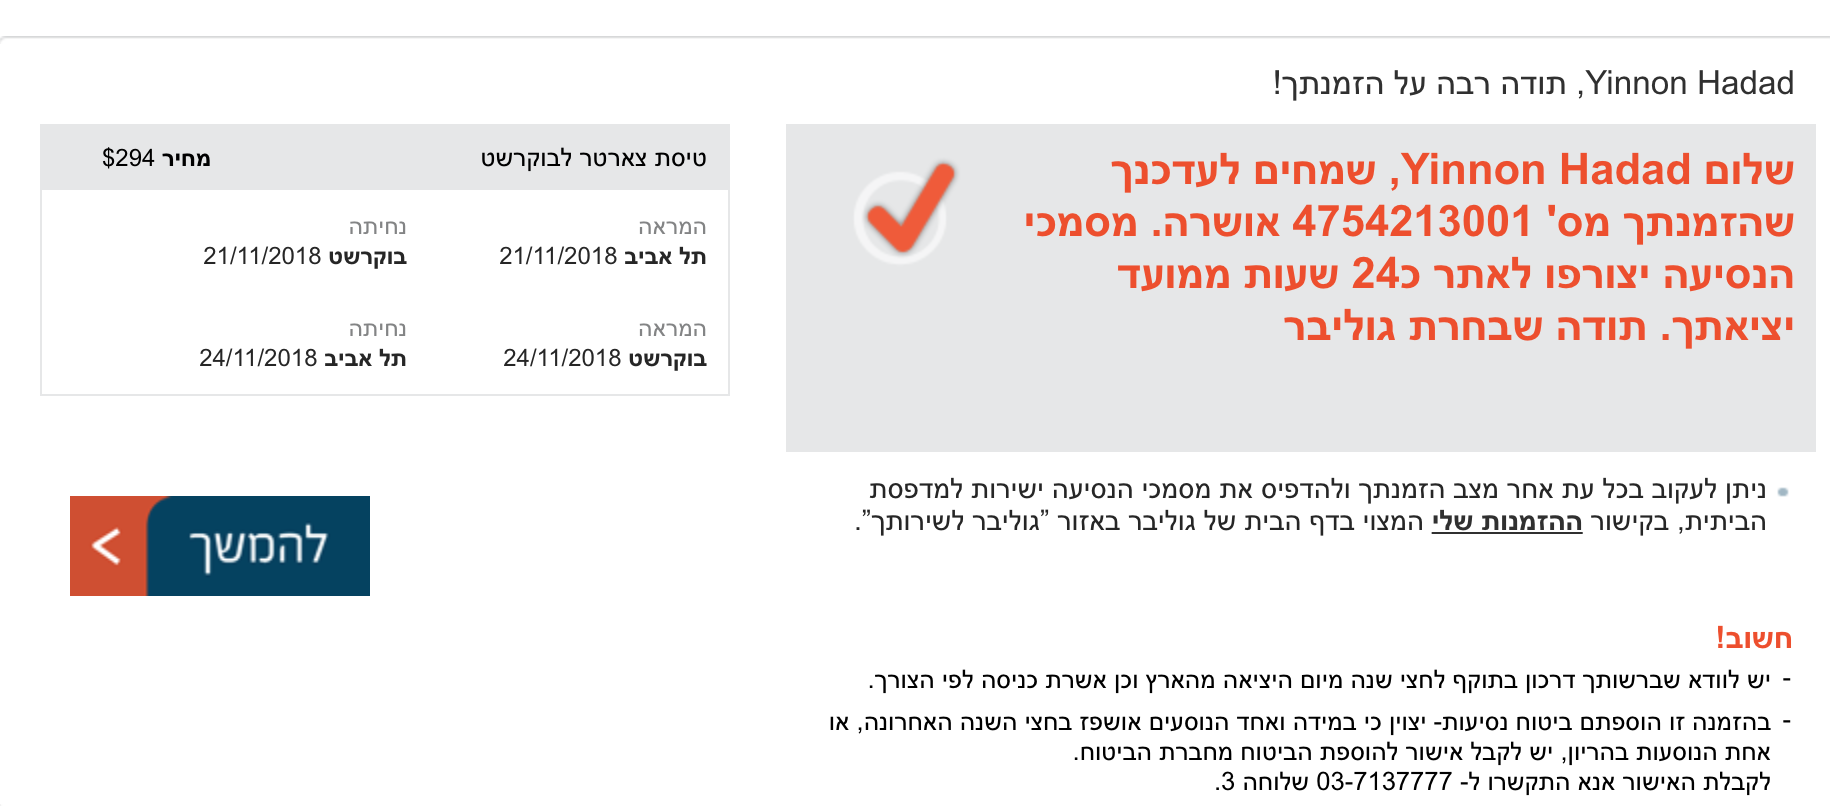 Yinnon Hadad, תודה רבה על הזמנתך!
שלום Yinnon Hadad, שמחים לעדכנך
שהזמנתך מס' 4754213001 אושרה. מסמכי
הנסיעה יצורפו לאתר כ24 שעות ממועד
יציאתך. תודה שבחרת גוליבר
טיסת צארטר לבוקרשט
מחיר 294$
המראה
נחיתה
תל אביב 21/11/2018
בוקרשט 21/11/2018
המראה
נחיתה
בוקרשט 24/11/2018
תל אביב 24/11/2018
להמשך
ניתן לעקוב בכל עת אחר מצב הזמנתך ולהדפיס את מסמכי הנסיעה ישירות למדפסת
הביתית, בקישור ההזמנות שלי המצוי בדף הבית של גוליבר באזור "גוליבר לשירותך".
חשוב!
- יש לוודא שברשותך דרכון בתוקף לחצי שנה מיום היציאה מהארץ וכן אשרת כניסה לפי הצורך.
- בהזמנה זו הוספתם ביטוח נסיעות- יצוין כי במידה ואחד הנוסעים אושפז בחצי השנה האחרונה, או
אחת הנוסעות בהריון, יש לקבל אישור להוספת הביטוח מחברת הביטוח.
לקבלת האישור אנא התקשרו ל- 03-7137777 שלוחה 3.